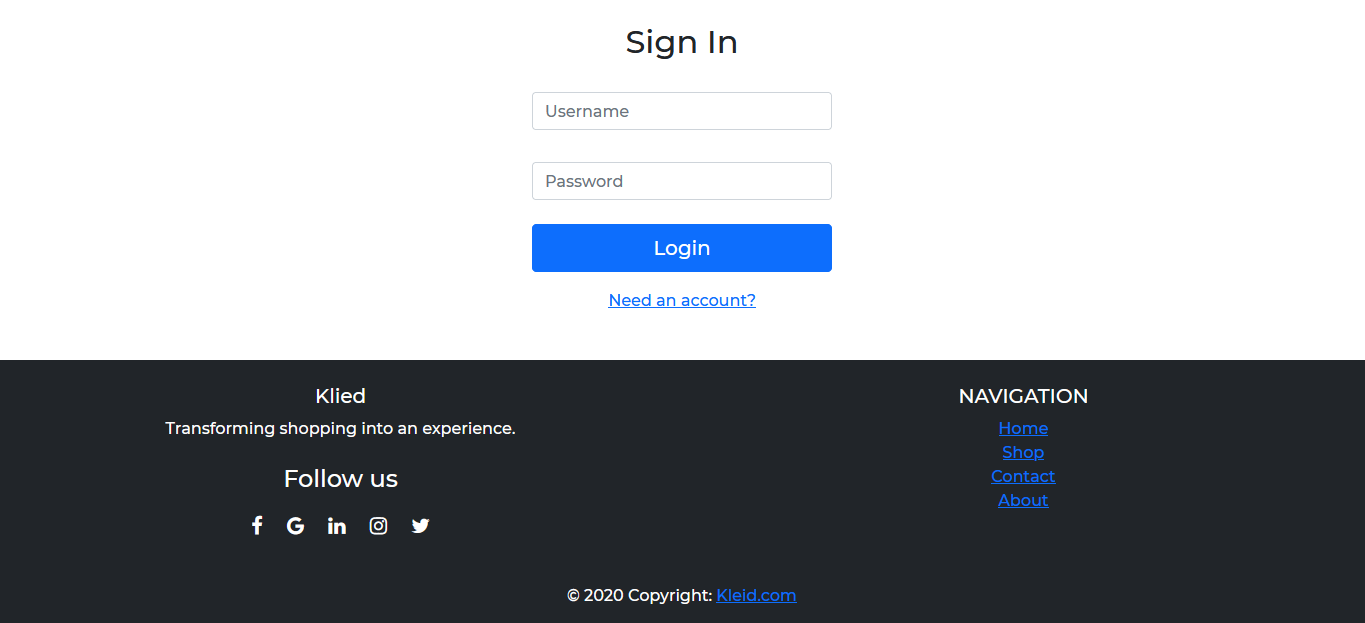 Sign In
Username
Password
Login
Need an account?
Klied
Transforming shopping into an experience.
Follow us
NAVIGATION
Home
Shop
Contact
About
© 2020 Copyright: Kleid.com